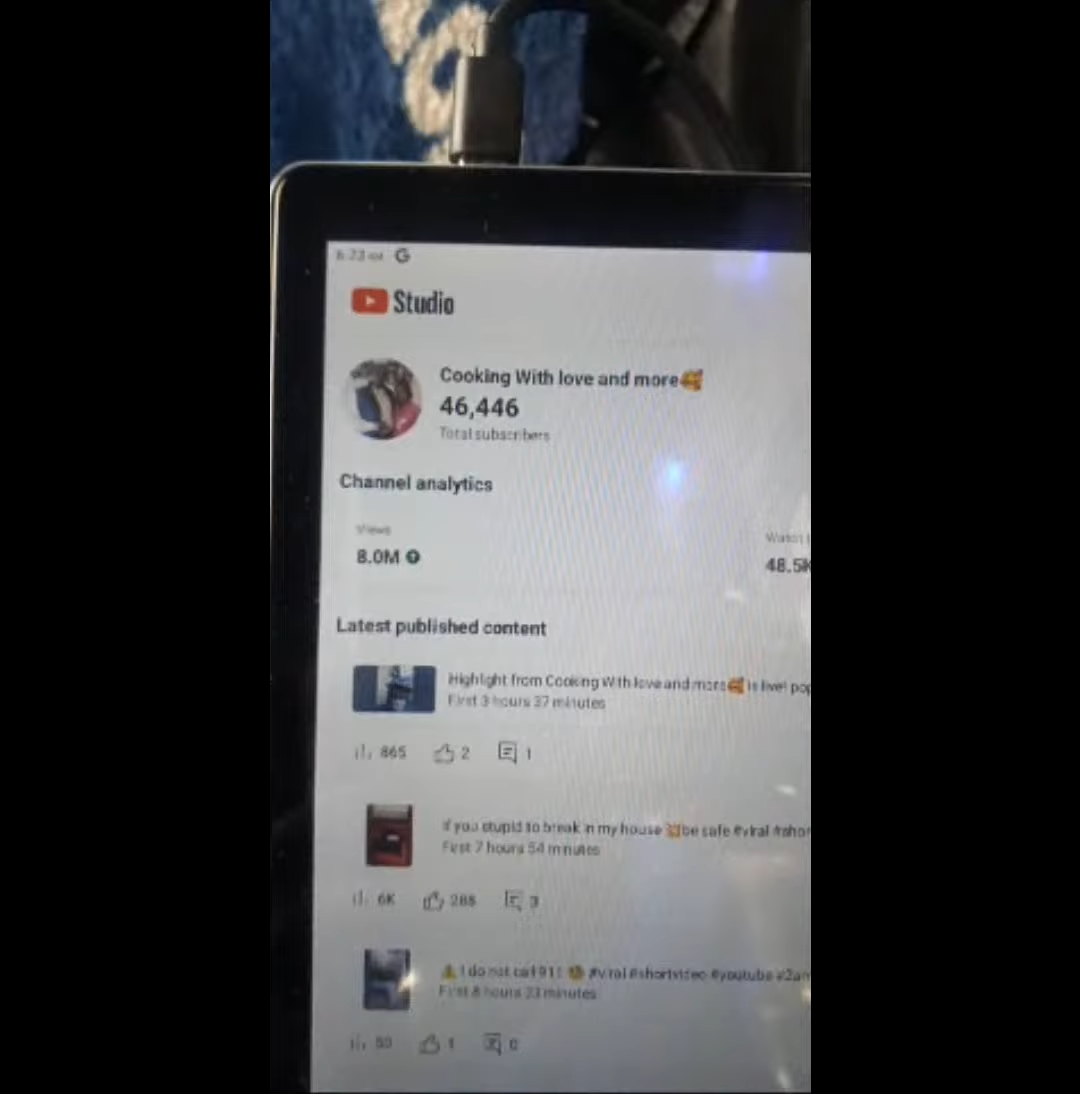 Studio
Cooking With love and more🥰
46,446
Total subscribers
Channel analytics
Views
8.0M
48.5K
Latest published content
Highlight from Cooking With love and more🥰 is live! pop
First 3 hours 37 minutes
865 2 1
If you stupid to break in my house 💥be safe #viral #shor
First 7 hours 54 minutes
6K 3
⚠️ I do not call 911 #viral #shortvideo #youtube
First 8 hours 23 minutes
1 0